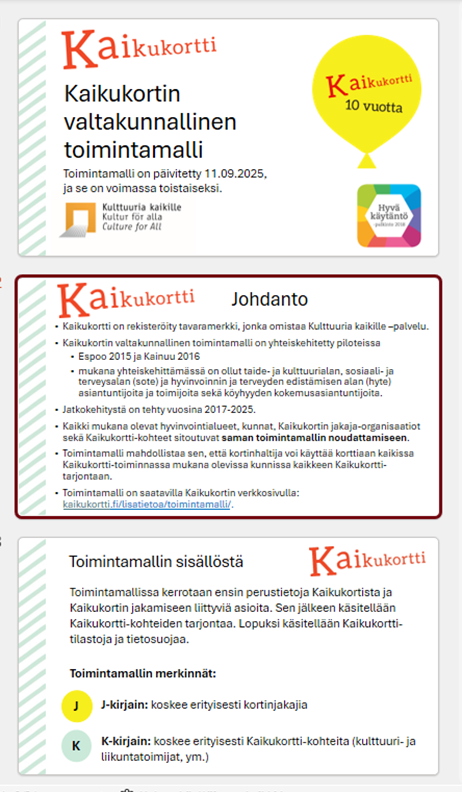 Kaikukortti
Kaikukortin
valtakunnallinen
toimintamalli
Toimintamalli on päivitetty 11.09.2025,
ja se on voimassa toistaiseksi.
Kulttuuria kaikille
Kultur för alla
Culture for All
Kaikukortti
10 vuotta
Hyvä
käytäntö
Kaikukortti
Johdanto
• Kaikukortti on rekisteröity tavaramerkki, jonka omistaa Kulttuuria kaikille –palvelu.
• Kaikukortin valtakunnallinen toimintamalli on yhteiskehitetty piloteissa
• Espoo 2015 ja Kainuu 2016
• mukana yhteiskehittämässä on ollut taide- ja kulttuurialan, sosiaali- ja
terveysalan (sote) ja hyvinvoinnin ja terveyden edistämisen alan (hyte)
asiantuntijoita ja toimijoita sekä köyhyyden kokemusasiantuntijoita.
• Jatkokehitystä on tehty vuosina 2017-2025.
• Kaikki mukana olevat hyvinvointialueet, kunnat, Kaikukortin jakaja-organisaatiot
sekä Kaikukortti-kohteet sitoutuvat saman toimintamallin noudattamiseen.
• Toimintamalli mahdollistaa sen, että kortinhaltija voi käyttää korttiaan kaikissa
Kaikukortti-toiminnassa mukana olevissa kunnissa kaikkeen Kaikukortti-
tarjontaan.
• Toimintamalli on saatavilla Kaikukortin verkkosivulla:
kaikukortti.fi/lisatietoa/toimintamalli/.
Toimintamallin sisällöstä
Kaikukortti
Toimintamallissa kerrotaan ensin perustietoja Kaikukortista ja
Kaikukortin jakamiseen liittyviä asioita. Sen jälkeen käsitellään
Kaikukortti-kohteiden tarjontaa. Lopuksi käsitellään Kaikukortti-
tilastoja ja tietosuojaa.
Toimintamallin merkinnät:
J J-kirjain: koskee erityisesti kortinjakajia
K K-kirjain: koskee erityisesti Kaikukortti-kohteita (kulttuuri- ja
liikuntatoimijat, ym.)